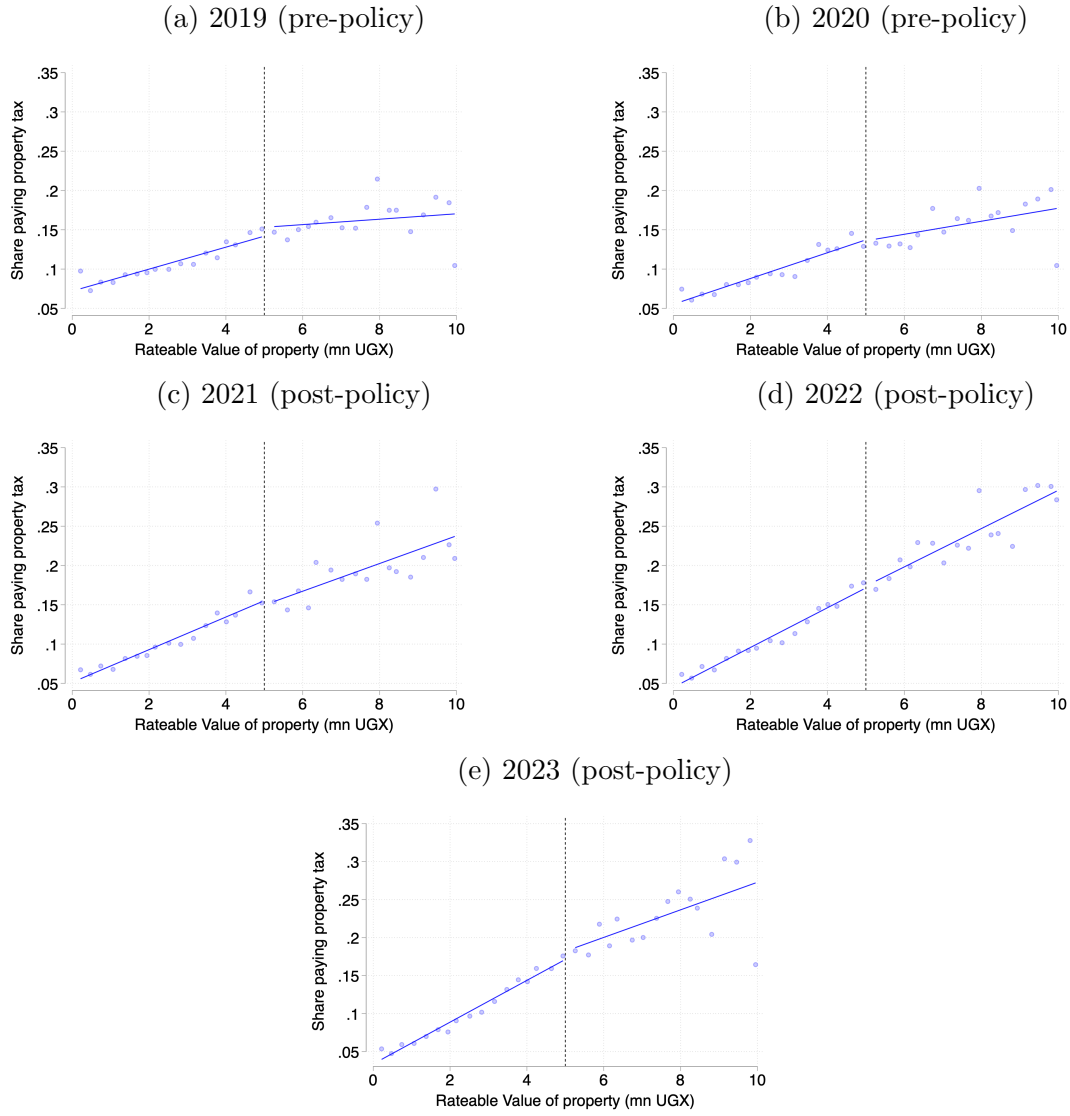 (a) 2019 (pre-policy)
Share paying property tax
.35
.3
.25
.2
.15
.1
.05
0 2 4 6 8 10
Rateable Value of property (mn UGX)
(b) 2020 (pre-policy)
Share paying property tax
.35
.3
.25
.2
.15
.1
.05
0 2 4 6 8 10
Rateable Value of property (mn UGX)
(c) 2021 (post-policy)
Share paying property tax
.35
.3
.25
.2
.15
.1
.05
0 2 4 6 8 10
Rateable Value of property (mn UGX)
(d) 2022 (post-policy)
Share paying property tax
.35
.3
.25
.2
.15
.1
.05
0 2 4 6 8 10
Rateable Value of property (mn UGX)
(e) 2023 (post-policy)
Share paying property tax
.35
.3
.25
.2
.15
.1
.05
0 2 4 6 8 10
Rateable Value of property (mn UGX)